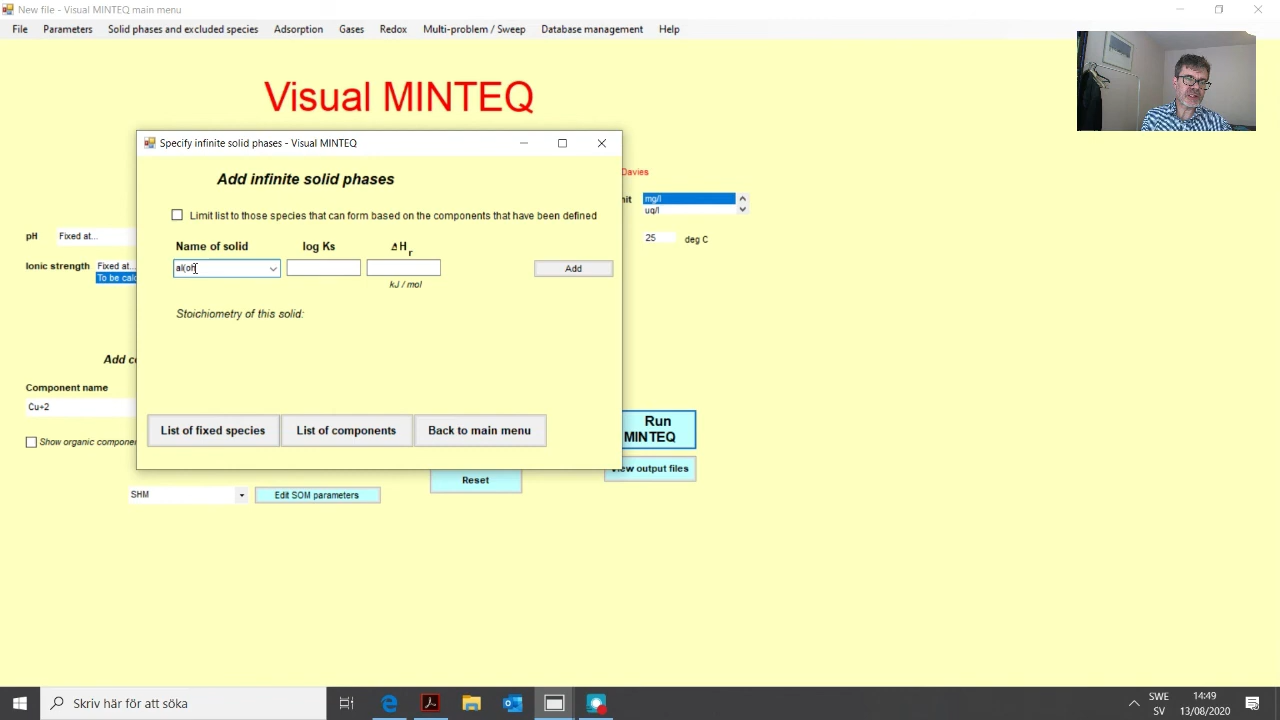 New file - Visual MINTEQ main menu
File Parameters Solid phases and excluded species Adsorption Gases Redox Multi-problem / Sweep Database management Help
Visual MINTEQ
Specify infinite solid phases - Visual MINTEQ
Add infinite solid phases
Davies
mg/l
ug/l
Limit list to those species that can form based on the components that have been defined
pH Fixed at...
Name of solid log Ks ΔHr
25 deg C
Ionic strength Fixed at...
To be calc
al(oh
Add
kJ / mol
Stoichiometry of this solid:
Component name
Cu+2
Show organic
List of fixed species List of components Back to main menu
Run
MINTEQ
output files
Reset
SHM Edit SOM parameters
Skriv här för att söka
SWE
SV
14:49
13/08/2020